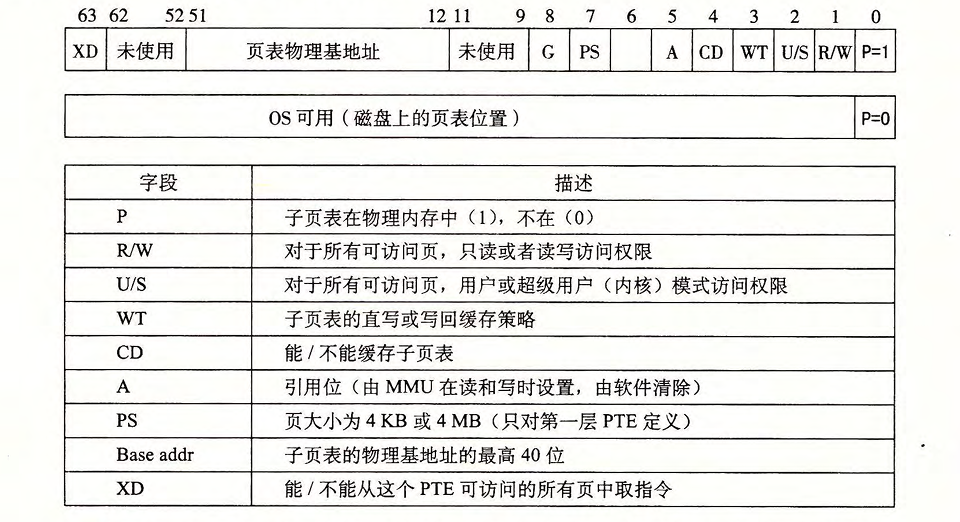 63 62 52 51 12 11 9 8 7 6 5 4 3 2 1 0
XD 未使用 页表物理基地址 未使用 G PS A CD WT U/S R/W P=1
OS 可用（磁盘上的页表位置） P=0
字段 描述
P 子页表在物理内存中（1），不在（0）
R/W 对于所有可访问页，只读或者读写访问权限
U/S 对于所有可访问页，用户或超级用户（内核）模式访问权限
WT 子页表的直写或写回缓存策略
CD 能 / 不能缓存子页表
A 引用位（由 MMU 在读和写时设置，由软件清除）
PS 页大小为 4 KB 或 4 MB（只对第一层 PTE 定义）
Base addr 子页表的物理基地址的最高 40 位
XD 能 / 不能从这个 PTE 可访问的所有页中取指令